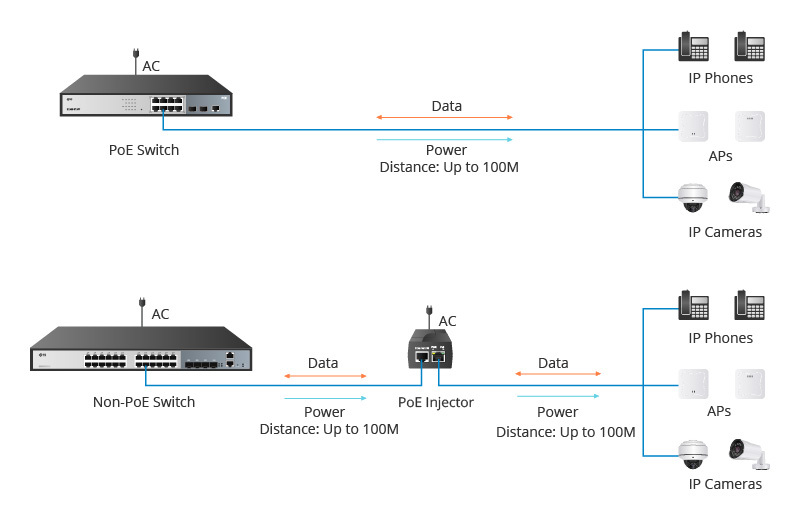 AC
PoE Switch
Data
Power
Distance: Up to 100M
IP Phones
APs
IP Cameras
AC
Non-PoE Switch
Data
Power
Distance: Up to 100M
AC
PoE Injector
Data
Power
Distance: Up to 100M
IP Phones
APs
IP Cameras